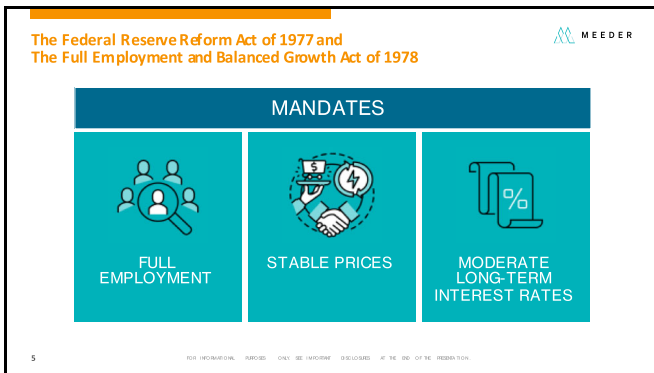 The Federal Reserve Reform Act of 1977 and
The Full Employment and Balanced Growth Act of 1978
MEEDER
MANDATES
$
%
FULL
EMPLOYMENT
STABLE PRICES
MODERATE
LONG-TERM
INTEREST RATES
5
FOR INFORMATIONAL PURPOSES ONLY. SEE IMPORTANT DISCLOSURES AT THE END OF THE PRESENTATION.